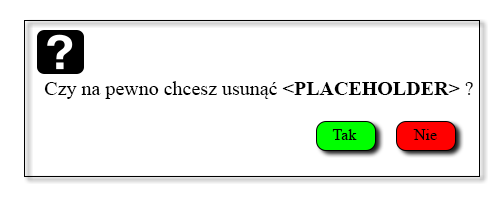 ?
Czy na pewno chcesz usunąć <PLACEHOLDER> ?
Tak Nie